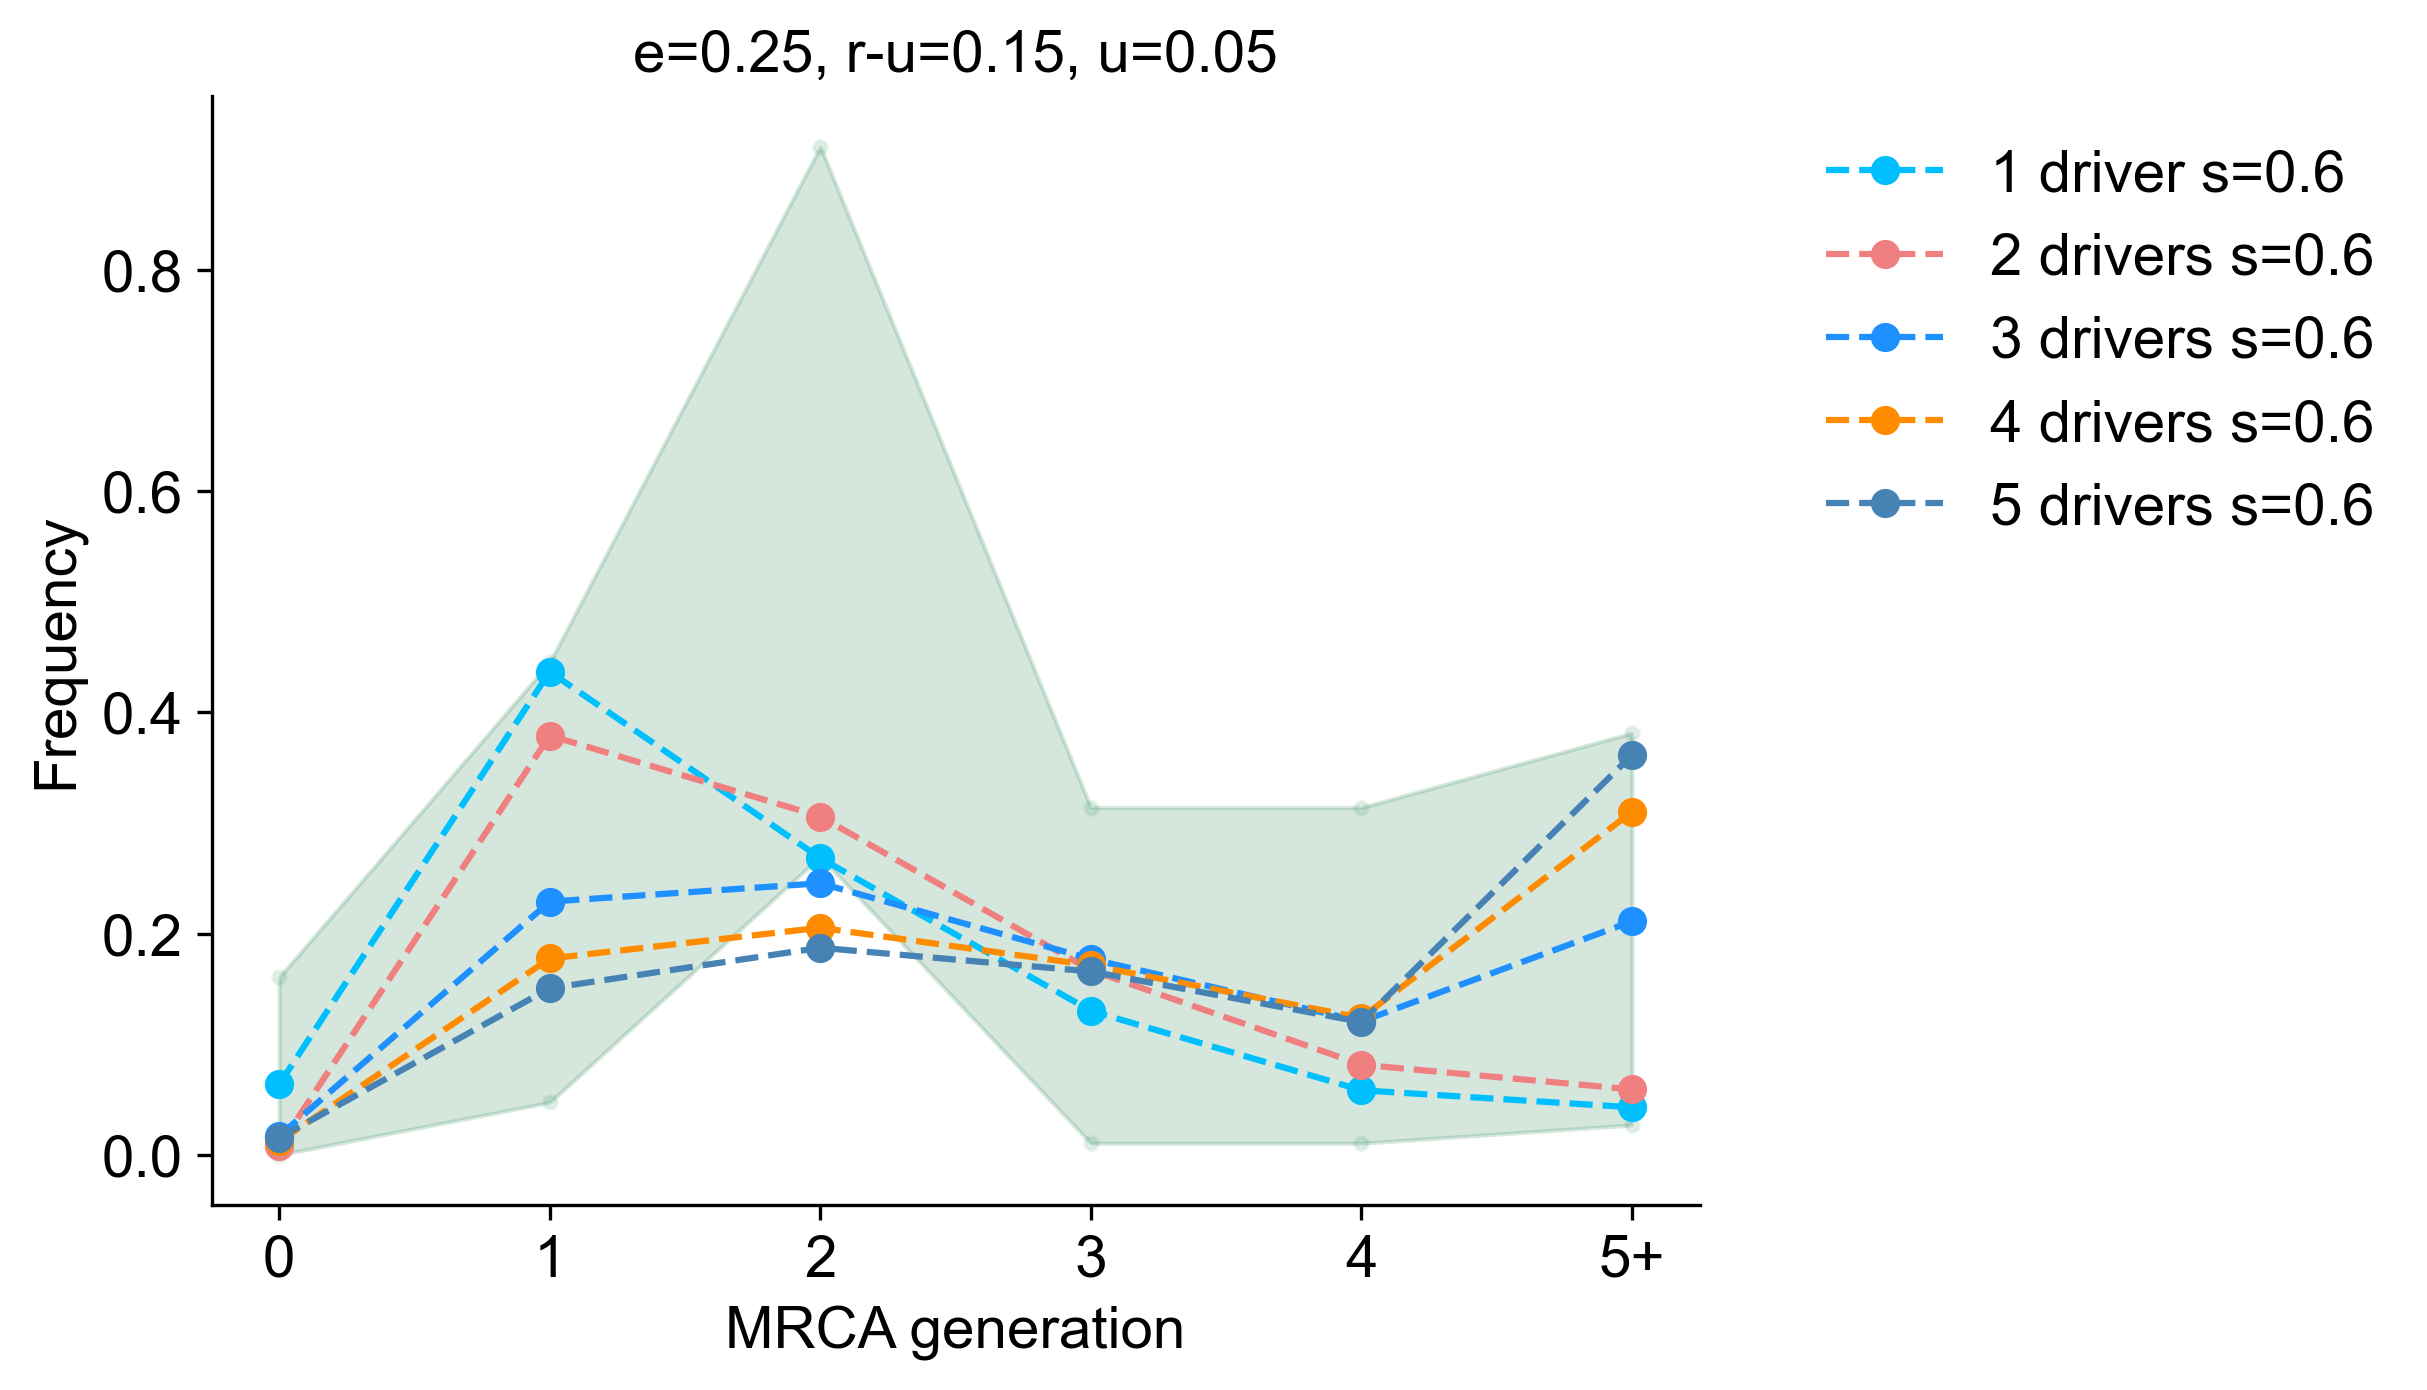 e=0.25, r-u=0.15, u=0.05
1 driver s=0.6
2 drivers s=0.6
3 drivers s=0.6
4 drivers s=0.6
5 drivers s=0.6
Frequency
0.8
0.6
0.4
0.2
0.0
0 1 2 3 4 5+
MRCA generation